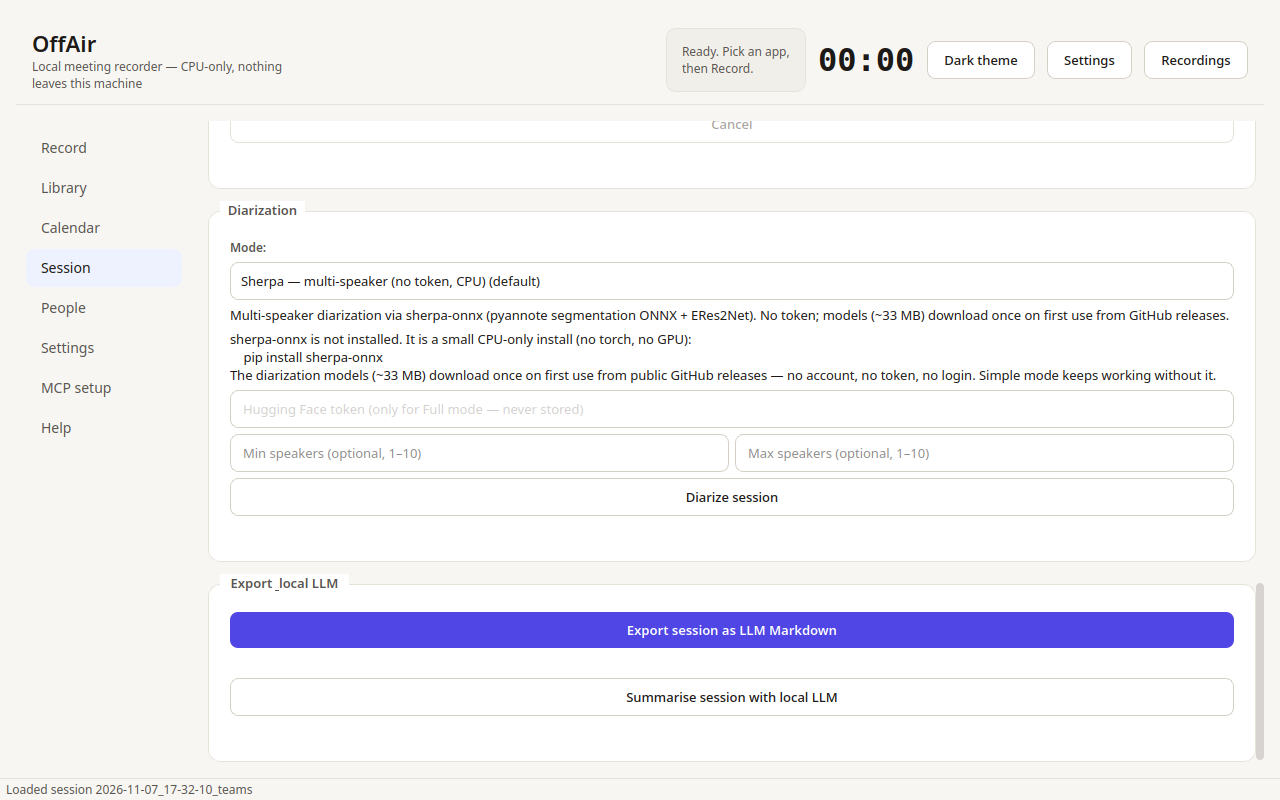 OffAir
Local meeting recorder — CPU-only, nothing
leaves this machine
Ready. Pick an app,
then Record.
00:00
Dark theme
Settings
Recordings
Record
Library
Calendar
Session
People
Settings
MCP setup
Help
Cancel
Diarization
Mode:
Sherpa — multi-speaker (no token, CPU) (default)
Multi-speaker diarization via sherpa-onnx (pyannote segmentation ONNX + ERes2Net). No token; models (~33 MB) download once on first use from GitHub releases.
sherpa-onnx is not installed. It is a small CPU-only install (no torch, no GPU):
pip install sherpa-onnx
The diarization models (~33 MB) download once on first use from public GitHub releases — no account, no token, no login. Simple mode keeps working without it.
Hugging Face token (only for Full mode — never stored)
Min speakers (optional, 1–10)
Max speakers (optional, 1–10)
Diarize session
Export _local LLM
Export session as LLM Markdown
Summarise session with local LLM
Loaded session 2026-11-07_17-32-10_teams